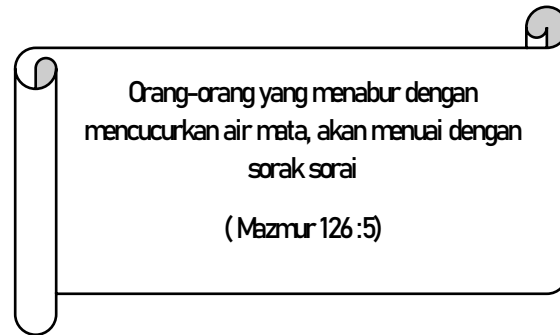 Orang-orang yang menabur dengan
mencucurkan air mata, akan menuai dengan
sorak sorai
( Mazmur 126 :5)